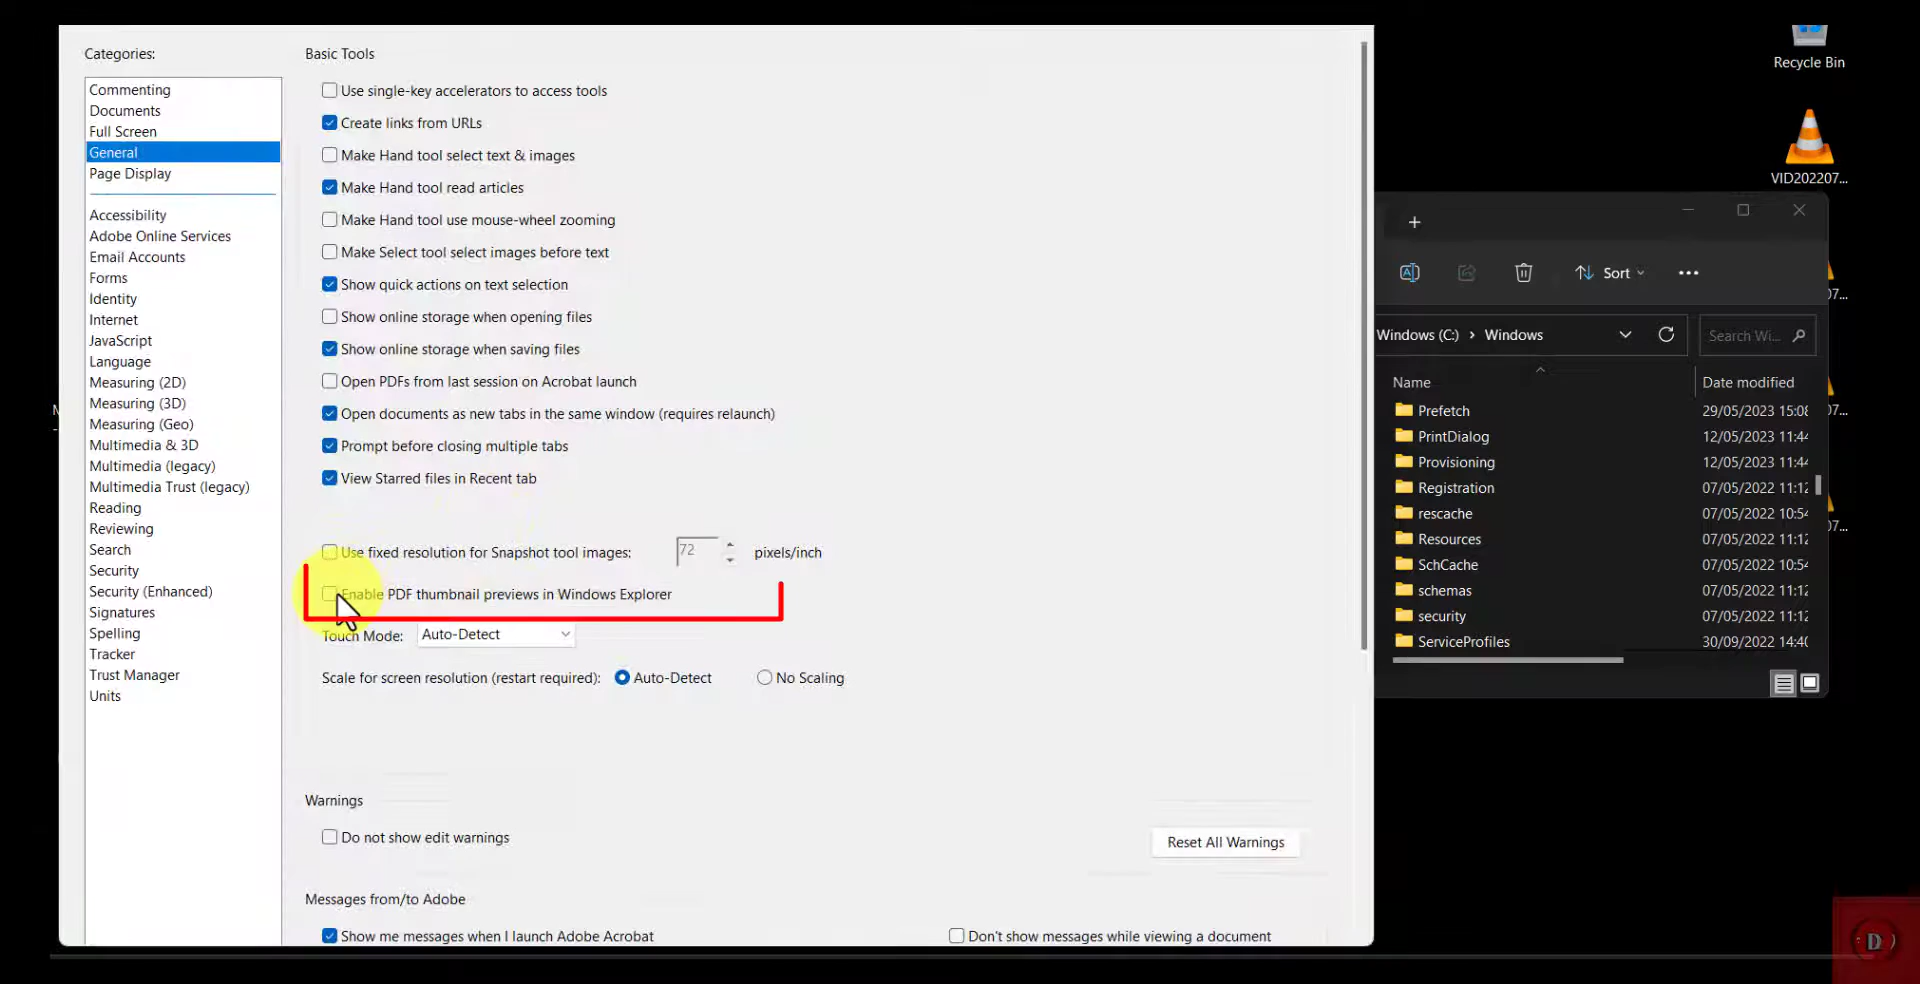 Categories:
Commenting
Documents
Full Screen
General
Page Display
Accessibility
Adobe Online Services
Email Accounts
Forms
Identity
Internet
JavaScript
Language
Measuring (2D)
Measuring (3D)
Measuring (Geo)
Multimedia & 3D
Multimedia (legacy)
Multimedia Trust (legacy)
Reading
Reviewing
Search
Security
Security (Enhanced)
Signatures
Spelling
Tracker
Trust Manager
Units
Basic Tools
Use single-key accelerators to access tools
Create links from URLs
Make Hand tool select text & images
Make Hand tool read articles
Make Hand tool use mouse-wheel zooming
Make Select tool select images before text
Show quick actions on text selection
Show online storage when opening files
Show online storage when saving files
Open PDFs from last session on Acrobat launch
Open documents as new tabs in the same window (requires relaunch)
Prompt before closing multiple tabs
View Starred files in Recent tab
Use fixed resolution for Snapshot tool images: 72 pixels/inch
Enable PDF thumbnail previews in Windows Explorer
Touch Mode: Auto-Detect
Scale for screen resolution (restart required): Auto-Detect No Scaling
Warnings
Do not show edit warnings
Reset All Warnings
Messages from/to Adobe
Show me messages when I launch Adobe Acrobat
Don't show messages while viewing a document
Recycle Bin
VID202207...
Sort
Windows (C:) > Windows
Search Wi...
Name Date modified
Prefetch 29/05/2023 15:08
PrintDialog 12/05/2023 11:44
Provisioning 12/05/2023 11:44
Registration 07/05/2022 11:12
rescache 07/05/2022 10:54
Resources 07/05/2022 11:12
SchCache 07/05/2022 10:54
schemas 07/05/2022 11:12
security 07/05/2022 11:12
ServiceProfiles 30/09/2022 14:40
07...
07...
07...
D